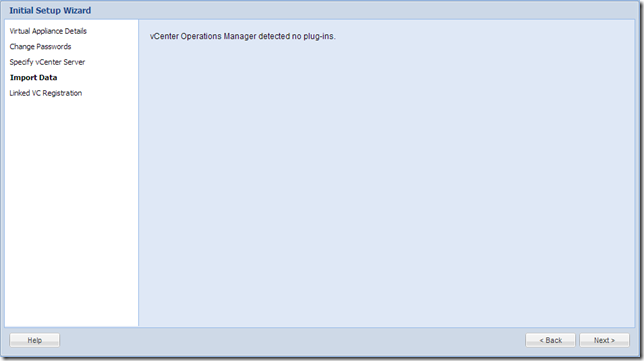 Initial Setup Wizard
Virtual Appliance Details
Change Passwords
Specify vCenter Server
Import Data
Linked VC Registration
vCenter Operations Manager detected no plug-ins.
Help
< Back
Next >